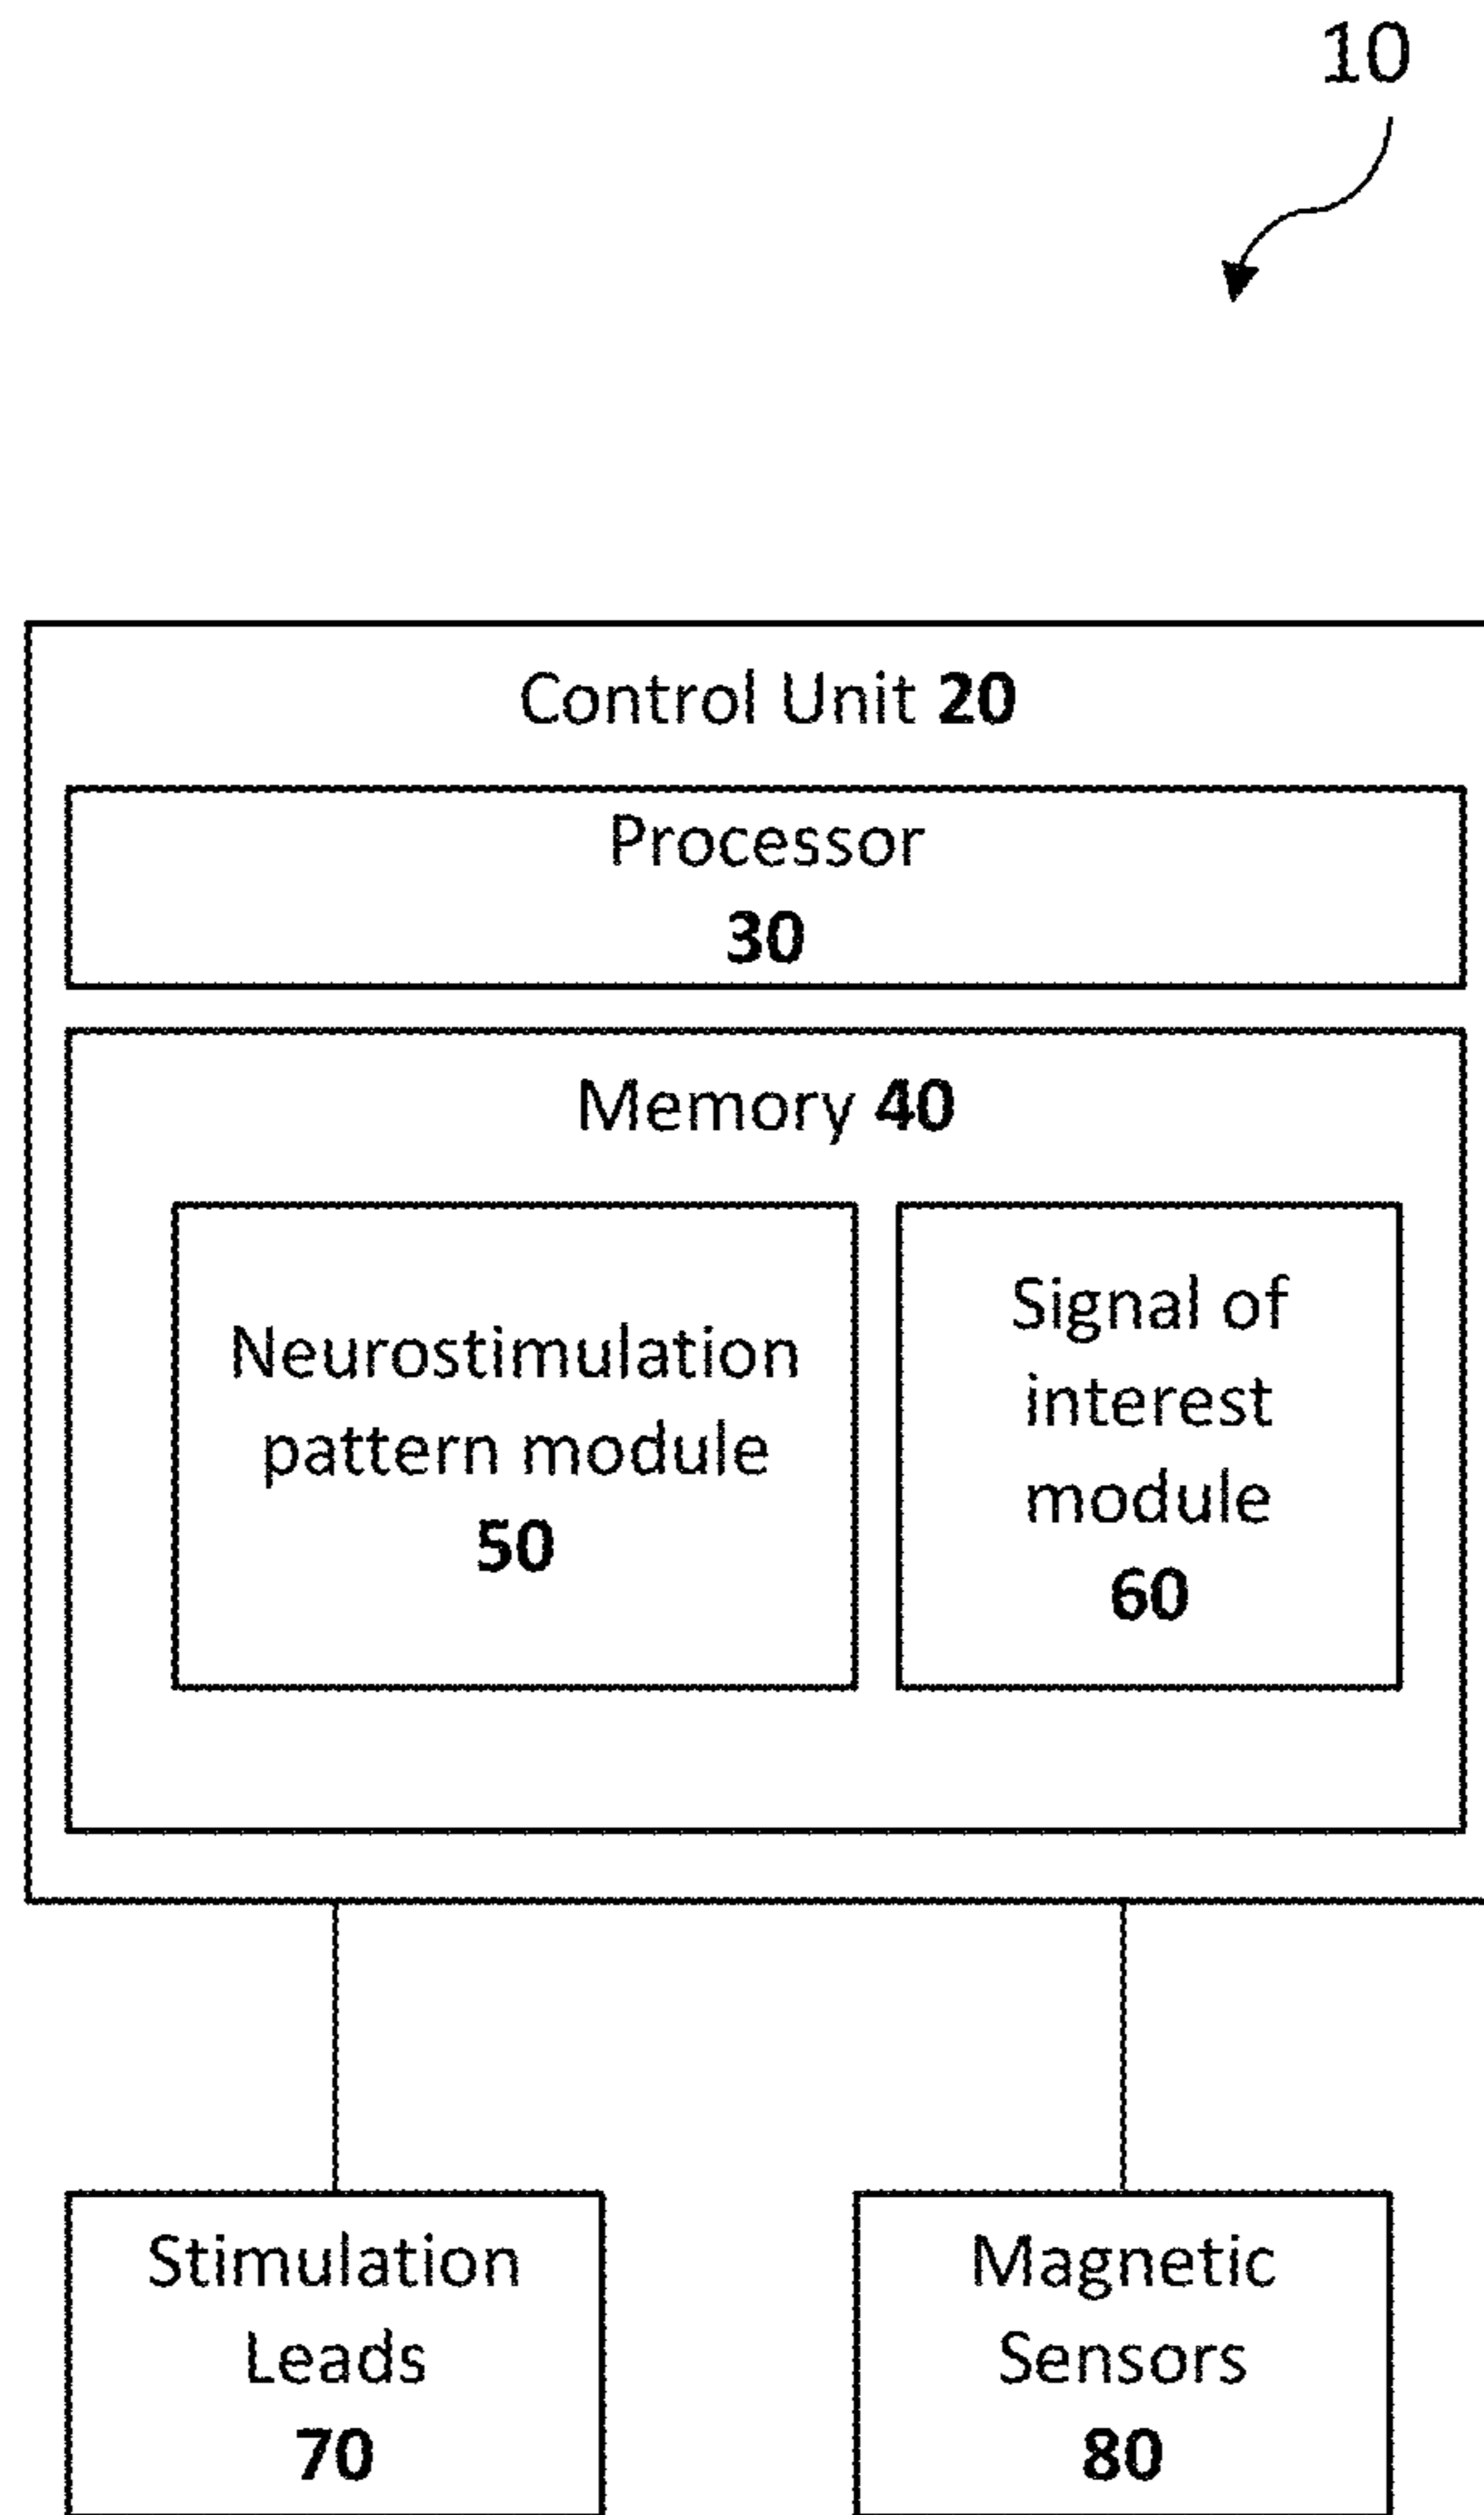 10
Control Unit 20
Processor
30
Memory 40
Neurostimulation
pattern module
50
Signal of
interest
module
60
Stimulation
Leads
70
Magnetic
Sensors
80